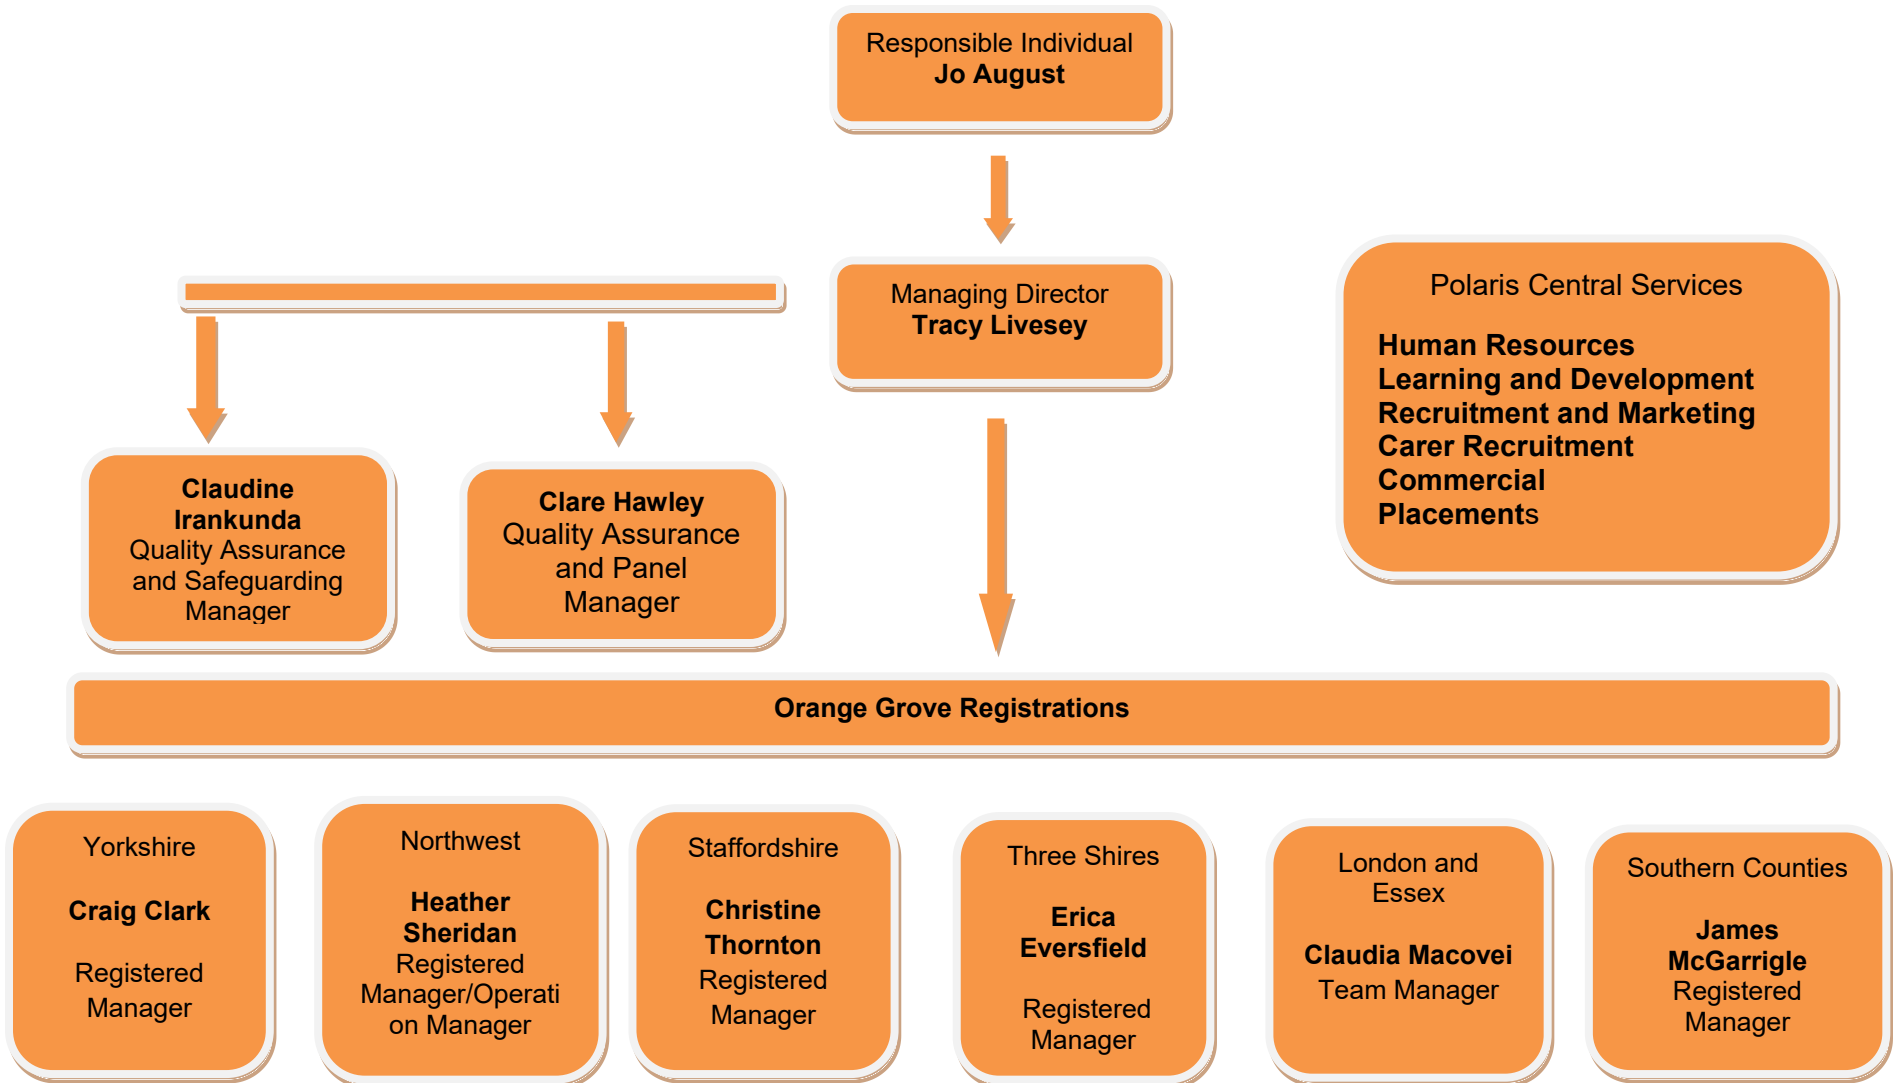 Responsible Individual
Jo August
Managing Director
Tracy Livesey
Polaris Central Services
Human Resources
Learning and Development
Recruitment and Marketing
Carer Recruitment
Commercial
Placements
Claudine
Irankunda
Quality Assurance
and Safeguarding
Manager
Clare Hawley
Quality Assurance
and Panel
Manager
Orange Grove Registrations
Yorkshire
Craig Clark
Registered
Manager
Northwest
Heather
Sheridan
Registered
Manager/Operati
on Manager
Staffordshire
Christine
Thornton
Registered
Manager
Three Shires
Erica
Eversfield
Registered
Manager
London and
Essex
Claudia Macovei
Team Manager
Southern Counties
James
McGarrigle
Registered
Manager